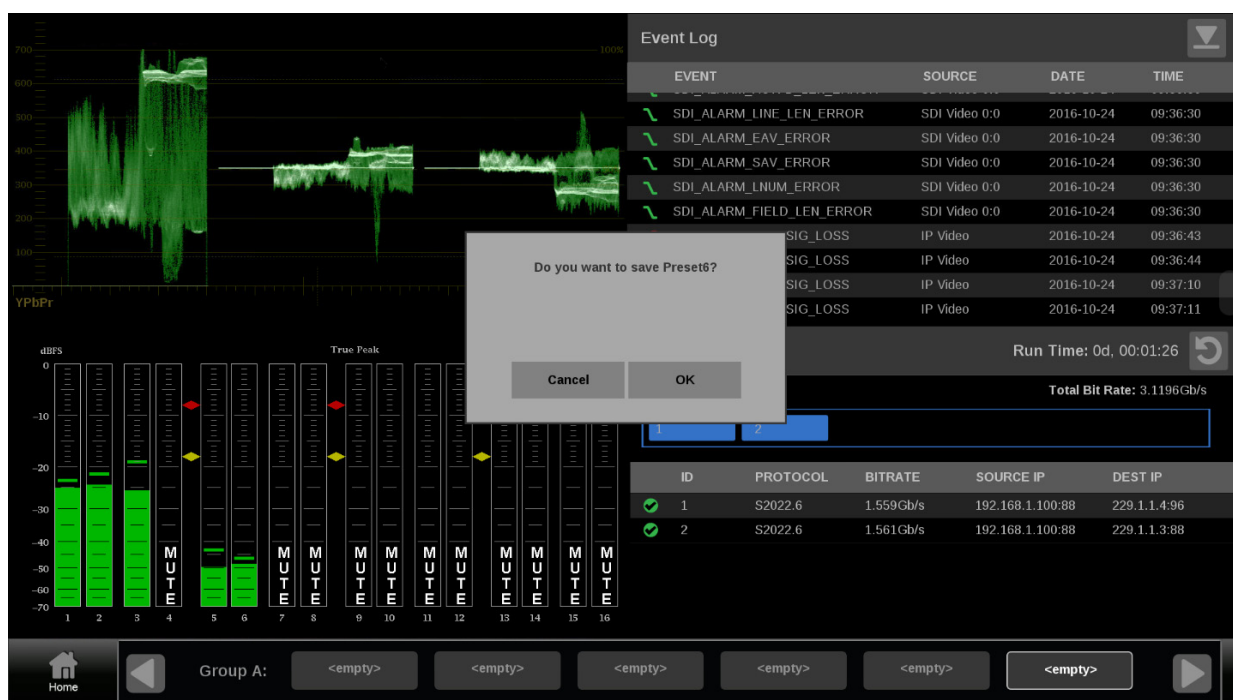 700
100%
600
500
400
300
200
100
YPbPr
Event Log
EVENT SOURCE DATE TIME
SDI_ALARM_LINE_LEN_ERROR SDI Video 0:0 2016-10-24 09:36:30
SDI_ALARM_EAV_ERROR SDI Video 0:0 2016-10-24 09:36:30
SDI_ALARM_SAV_ERROR SDI Video 0:0 2016-10-24 09:36:30
SDI_ALARM_LNUM_ERROR SDI Video 0:0 2016-10-24 09:36:30
SDI_ALARM_FIELD_LEN_ERROR SDI Video 0:0 2016-10-24 09:36:30
SIG_LOSS IP Video 2016-10-24 09:36:43
SIG_LOSS IP Video 2016-10-24 09:36:44
SIG_LOSS IP Video 2016-10-24 09:37:10
SIG_LOSS IP Video 2016-10-24 09:37:11
Do you want to save Preset6?
Cancel OK
dBFS True Peak
0
-10
-20
-30
-40
-50
-60
-70
MUTE MUTE MUTE MUTE MUTE MUTE MUTE MUTE MUTE MUTE MUTE
1 2 3 4 5 6 7 8 9 10 11 12 13 14 15 16
Run Time: 0d, 00:01:26
Total Bit Rate: 3.1196Gb/s
1 2
ID PROTOCOL BITRATE SOURCE IP DEST IP
1 S2022.6 1.559Gb/s 192.168.1.100:88 229.1.1.4:96
2 S2022.6 1.561Gb/s 192.168.1.100:88 229.1.1.3:88
Home
Group A: <empty> <empty> <empty> <empty> <empty> <empty>